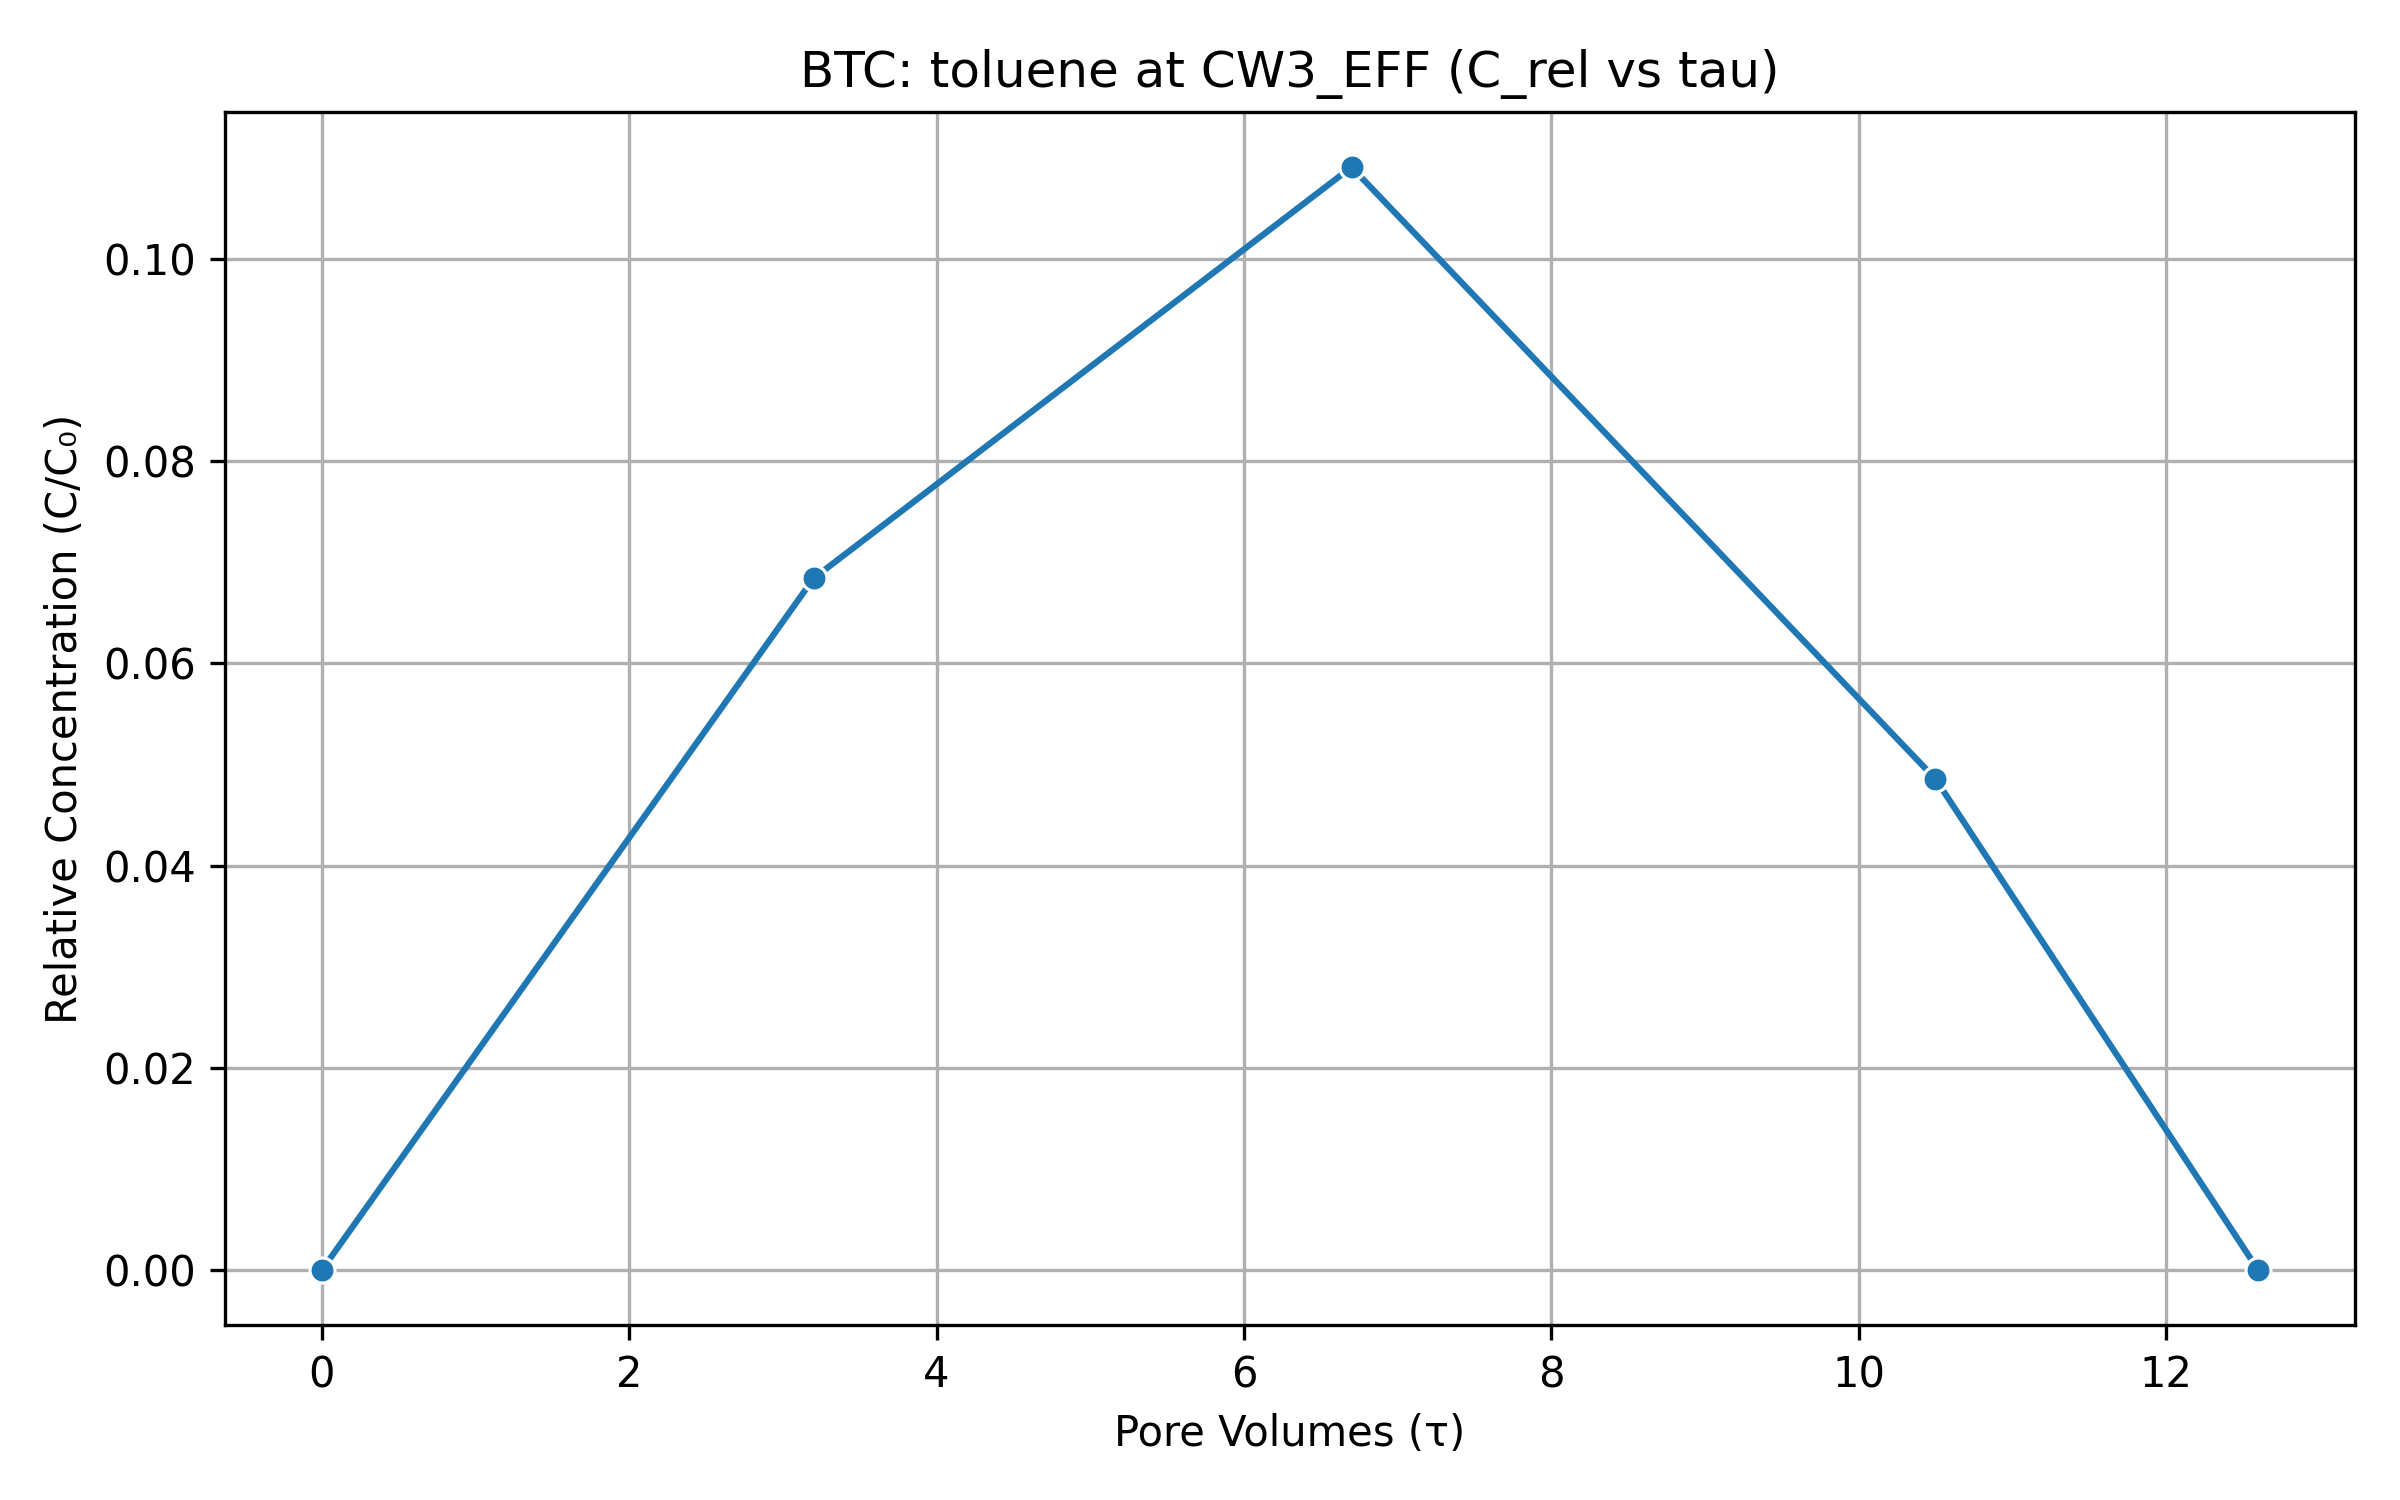 BTC: toluene at CW3_EFF (C_rel vs tau)
Relative Concentration (C/C₀)
0.10
0.08
0.06
0.04
0.02
0.00
0 2 4 6 8 10 12
Pore Volumes (τ)